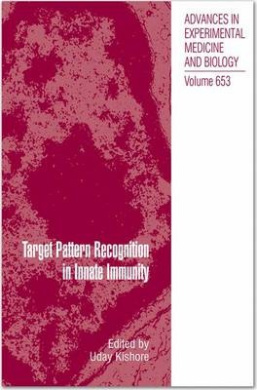 ADVANCES IN
EXPERIMENTAL
MEDICINE
AND BIOLOGY
Volume 653
Target Pattern Recognition
in Innate Immunity
Edited by
Uday Kishore